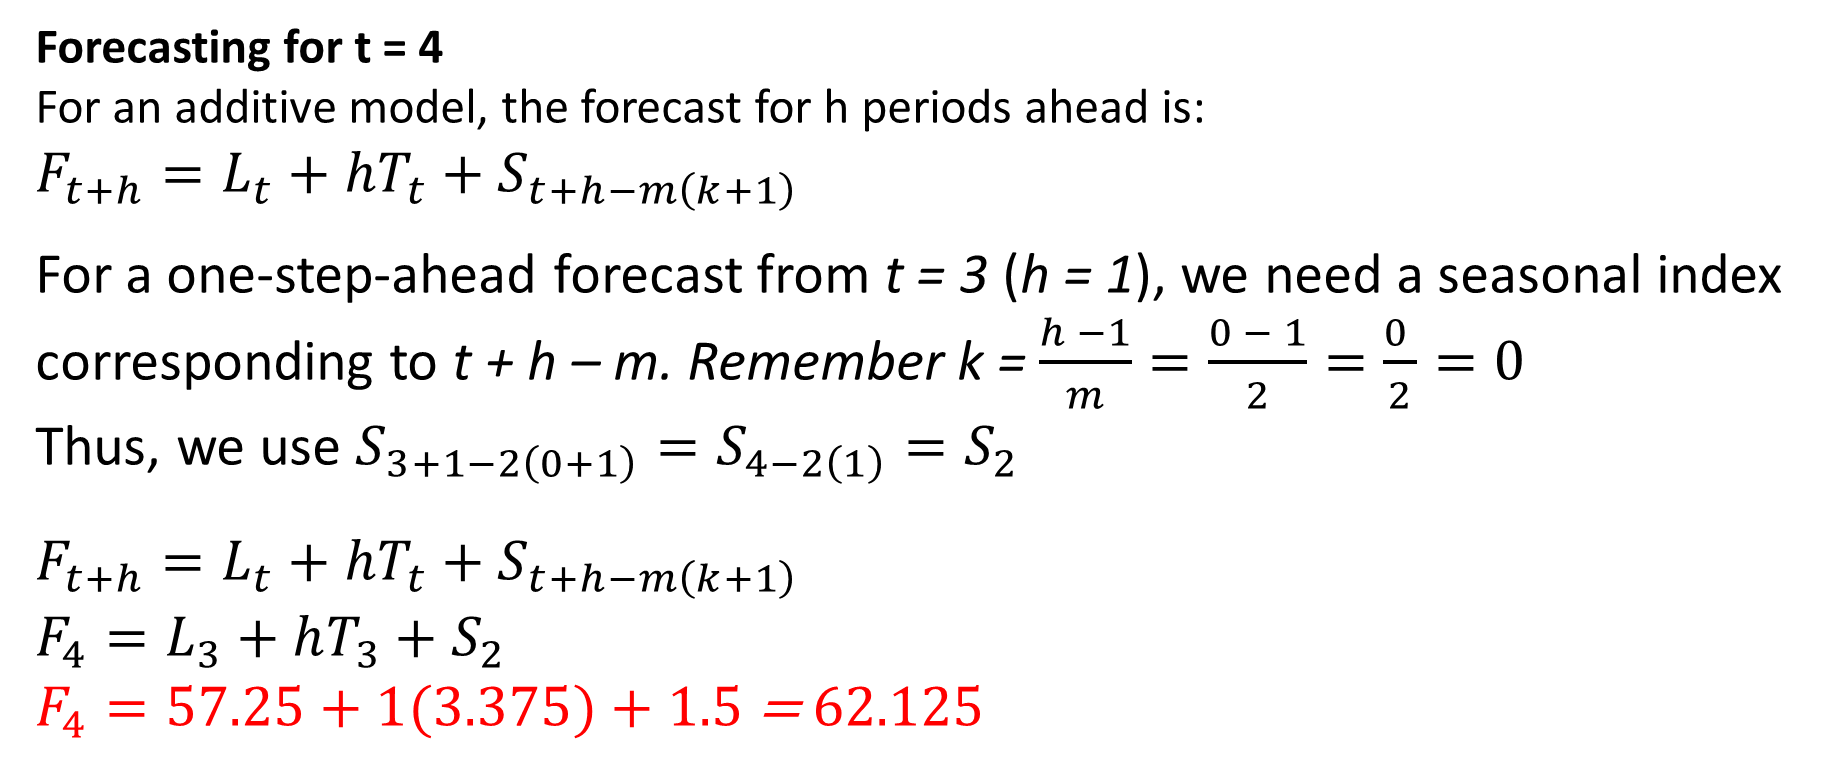 Forecasting for t = 4
For an additive model, the forecast for h periods ahead is:
F_{t+h} = L_t + hT_t + S_{t+h−m(k+1)}
For a one-step-ahead forecast from t = 3 (h = 1), we need a seasonal index
corresponding to t + h – m. Remember k = \frac{h −1}{m} = \frac{0 − 1}{2} = \frac{0}{2} = 0
Thus, we use S_{3+1−2(0+1)} = S_{4−2(1)} = S_2
F_{t+h} = L_t + hT_t + S_{t+h−m(k+1)}
F_4 = L_3 + hT_3 + S_2
F_4 = 57.25 + 1(3.375) + 1.5 = 62.125